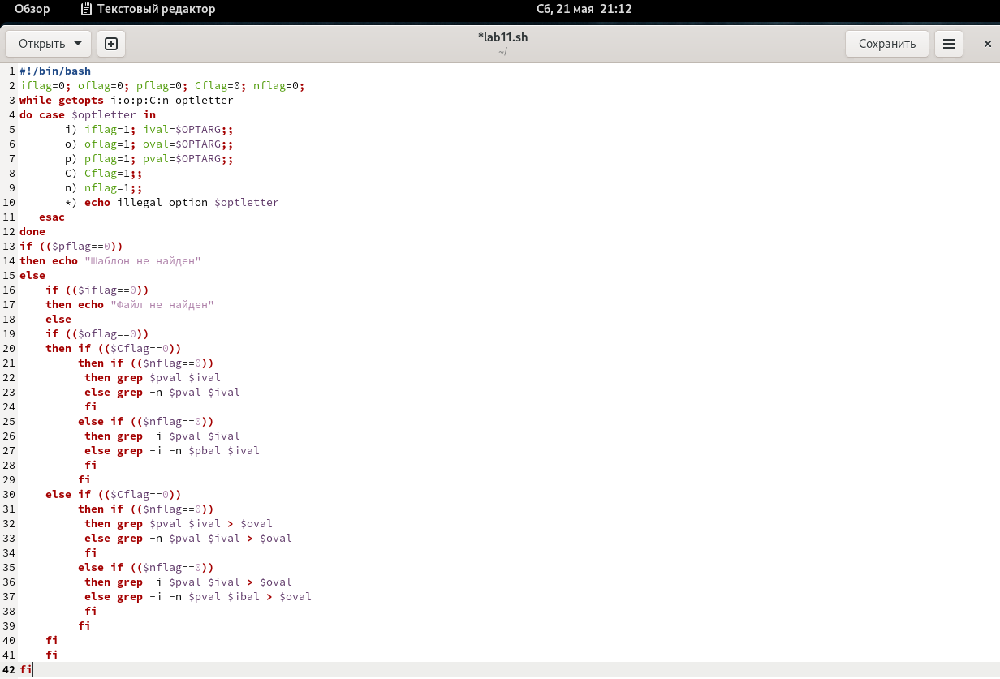 Обзор Текстовый редактор Сб, 21 мая 21:12
Открыть *lab11.sh Сохранить
~/
1 #!/bin/bash
2 iflag=0; oflag=0; pflag=0; Cflag=0; nflag=0;
3 while getopts i:o:p:C:n optletter
4 do case $optletter in
5        i) iflag=1; ival=$OPTARG;;
6        o) oflag=1; oval=$OPTARG;;
7        p) pflag=1; pval=$OPTARG;;
8        C) Cflag=1;;
9        n) nflag=1;;
10        *) echo illegal option $optletter
11    esac
12 done
13 if (($pflag==0))
14 then echo "Шаблон не найден"
15 else
16     if (($iflag==0))
17     then echo "Файл не найден"
18     else
19     if (($oflag==0))
20     then if (($Cflag==0))
21          then if (($nflag==0))
22           then grep $pval $ival
23           else grep -n $pval $ival
24           fi
25          else if (($nflag==0))
26           then grep -i $pval $ival
27           else grep -i -n $pbal $ival
28           fi
29          fi
30     else if (($Cflag==0))
31          then if (($nflag==0))
32           then grep $pval $ival > $oval
33           else grep -n $pval $ival > $oval
34           fi
35          else if (($nflag==0))
36           then grep -i $pval $ival > $oval
37           else grep -i -n $pval $ibal > $oval
38           fi
39          fi
40     fi
41     fi
42 fi